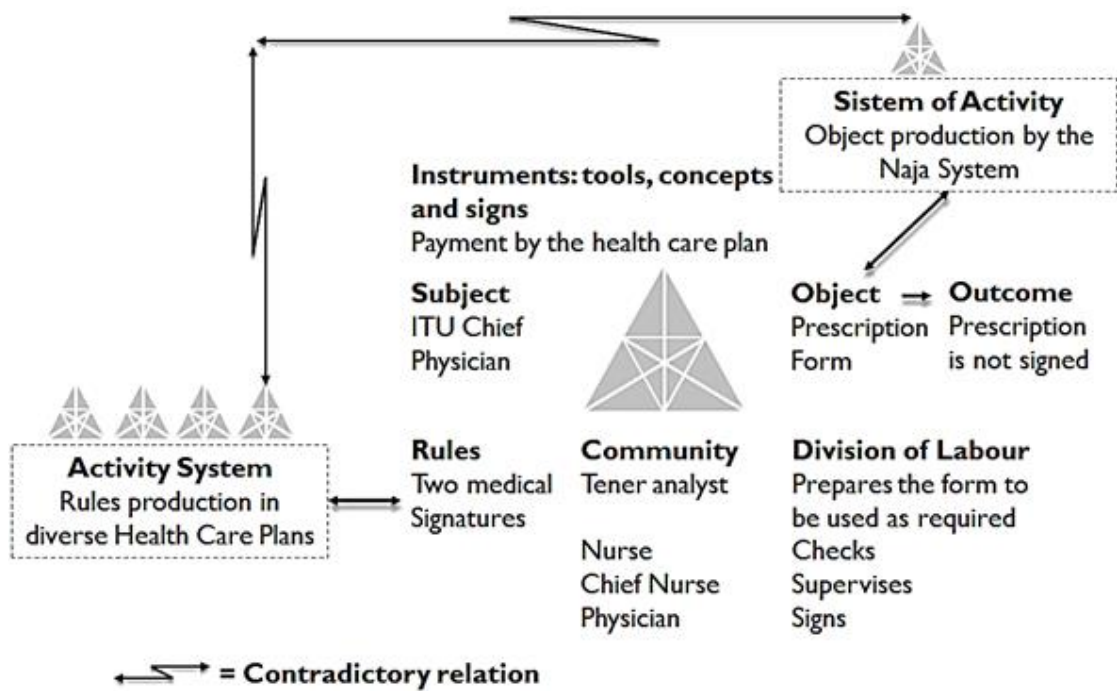 Sistem of Activity
Object production by the
Naja System
Instruments: tools, concepts
and signs
Payment by the health care plan
Subject
ITU Chief
Physician
Object
Prescription
Form
Outcome
Prescription
is not signed
Activity System
Rules production in
diverse Health Care Plans
Rules
Two medical
Signatures
Community
Tener analyst
Nurse
Chief Nurse
Physician
Division of Labour
Prepares the form to
be used as required
Checks
Supervises
Signs
= Contradictory relation